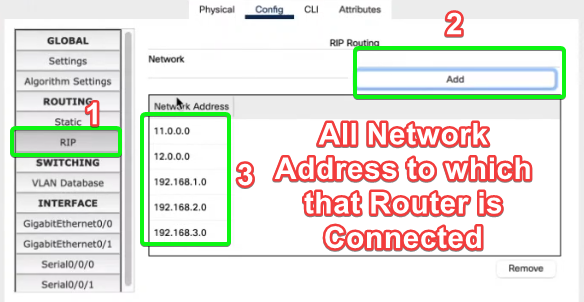 Physical Config CLI Attributes
GLOBAL
Settings
Algorithm Settings
ROUTING
Static
RIP
SWITCHING
VLAN Database
INTERFACE
GigabitEthernet0/0
GigabitEthernet0/1
Serial0/0/0
Serial0/0/1
1
2
RIP Routing
Network
Add
Network Address
11.0.0.0
12.0.0.0
192.168.1.0
192.168.2.0
192.168.3.0
3
All Network
Address to which
that Router is
Connected
Remove